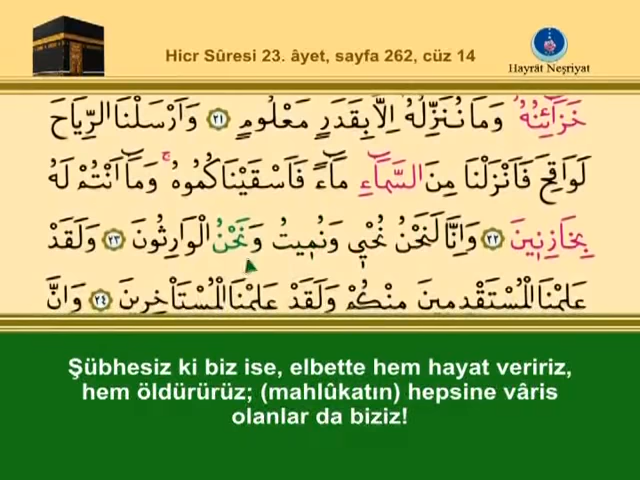 Hicr Sûresi 23. âyet, sayfa 262, cüz 14
Hayrât Neşriyat
خَزَٓائِنُهُۘ وَمَا نُنَزِّلُهُٓ اِلَّا بِقَدَرٍ مَعْلُومٍ ﴿٢١﴾ وَاَرْسَلْنَا الرِّيَاحَ
لَوَاقِحَ فَاَنْزَلْنَا مِنَ السَّمَٓاءِ مَٓاءً فَاَسْقَيْنَاكُمُوهُۚ وَمَٓا اَنْتُمْ لَهُ
بِخَازِنِينَ ﴿٢٢﴾ وَاِنَّا لَنَحْنُ نُحْيٖ وَنُمٖيتُ وَنَحْنُ الْوَارِثُونَ ﴿٢٣﴾ وَلَقَدْ
عَلِمْنَا الْمُسْتَقْدِمٖينَ مِنْكُمْ وَلَقَدْ عَلِمْنَا الْمُسْتَاْخِرٖينَ ﴿٢٤﴾ وَاِنَّ
Şübhesiz ki biz ise, elbette hem hayat veririz,
hem öldürürüz; (mahlûkatın) hepsine vâris
olanlar da biziz!